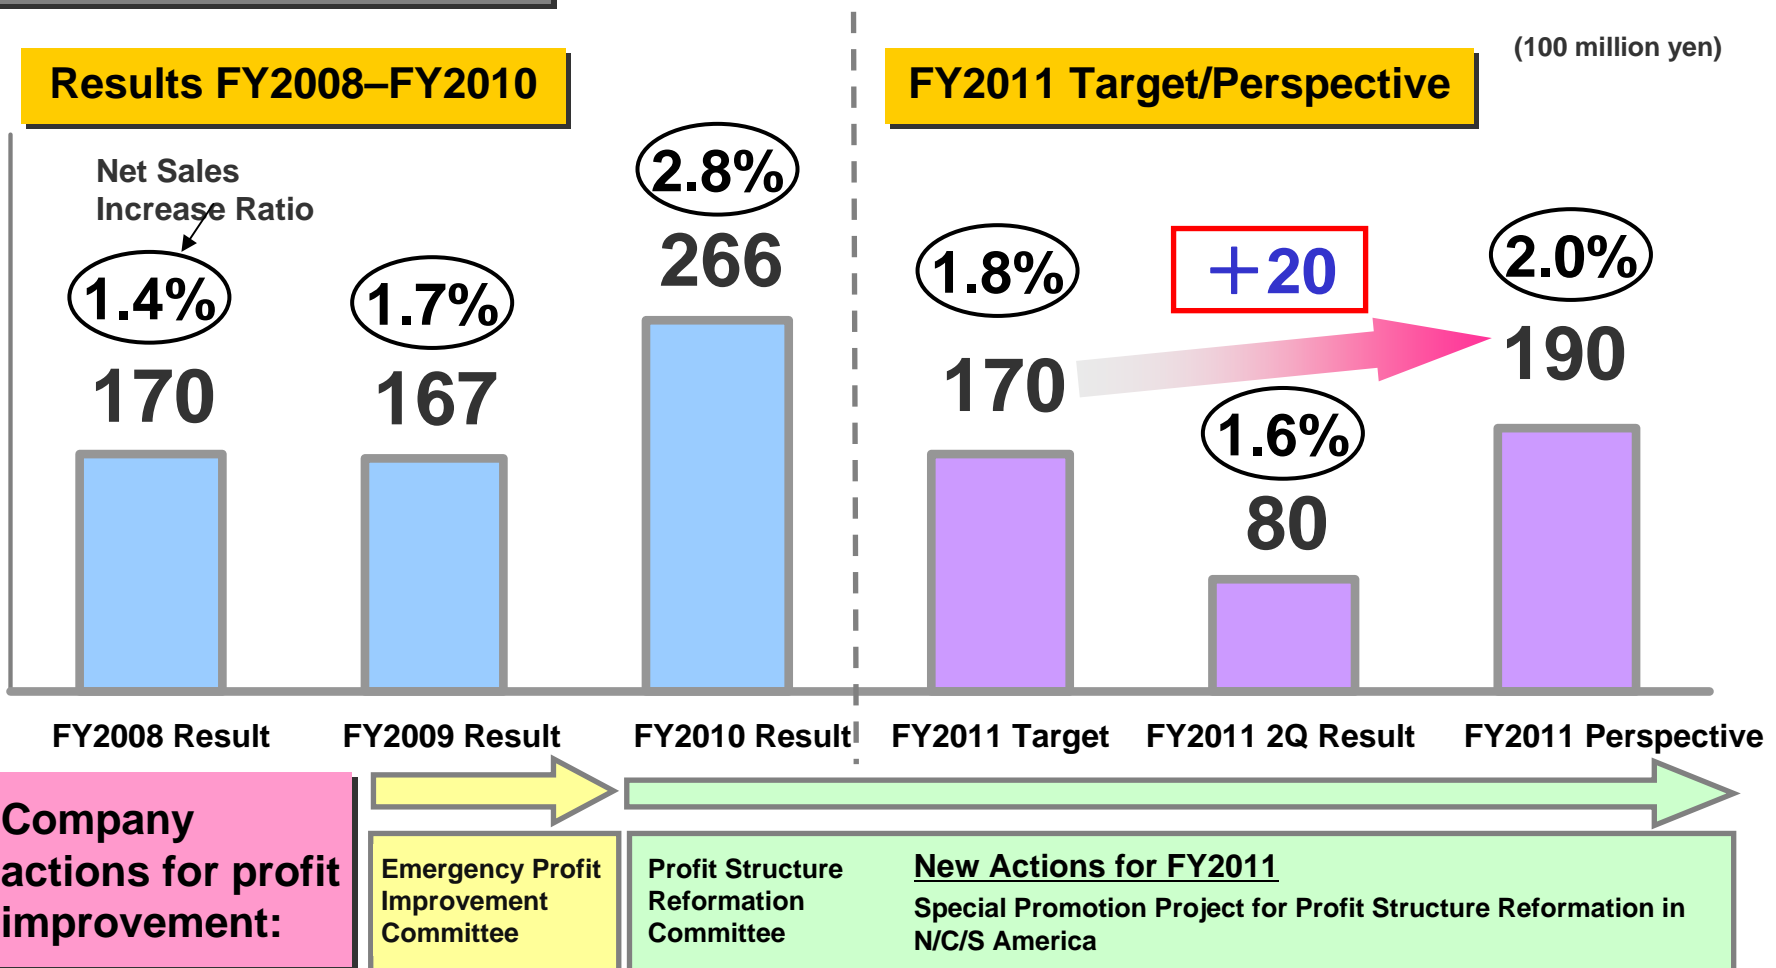 (100 million yen)
Results FY2008–FY2010
FY2011 Target/Perspective
Net Sales
Increase Ratio
1.4%
170
1.7%
167
2.8%
266
1.8%
170
+20
1.6%
80
2.0%
190
FY2008 Result
FY2009 Result
FY2010 Result
FY2011 Target
FY2011 2Q Result
FY2011 Perspective
Company
actions for profit
improvement:
Emergency Profit
Improvement
Committee
Profit Structure
Reformation
Committee
New Actions for FY2011
Special Promotion Project for Profit Structure Reformation in
N/C/S America